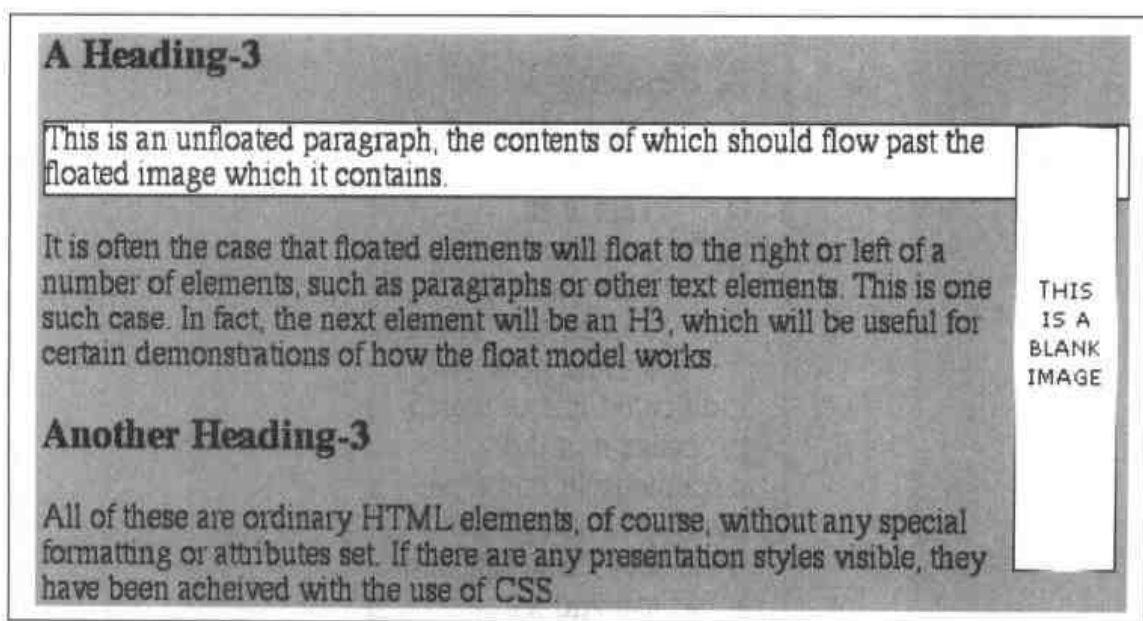 A Heading-3
This is an unfloated paragraph, the contents of which should flow past the
floated image which it contains.
It is often the case that floated elements will float to the right or left of a
number of elements, such as paragraphs or other text elements. This is one
such case. In fact, the next element will be an H3, which will be useful for
certain demonstrations of how the float model works.
THIS
IS A
BLANK
IMAGE
Another Heading-3
All of these are ordinary HTML elements, of course, without any special
formatting or attributes set. If there are any presentation styles visible, they
have been acheived with the use of CSS.